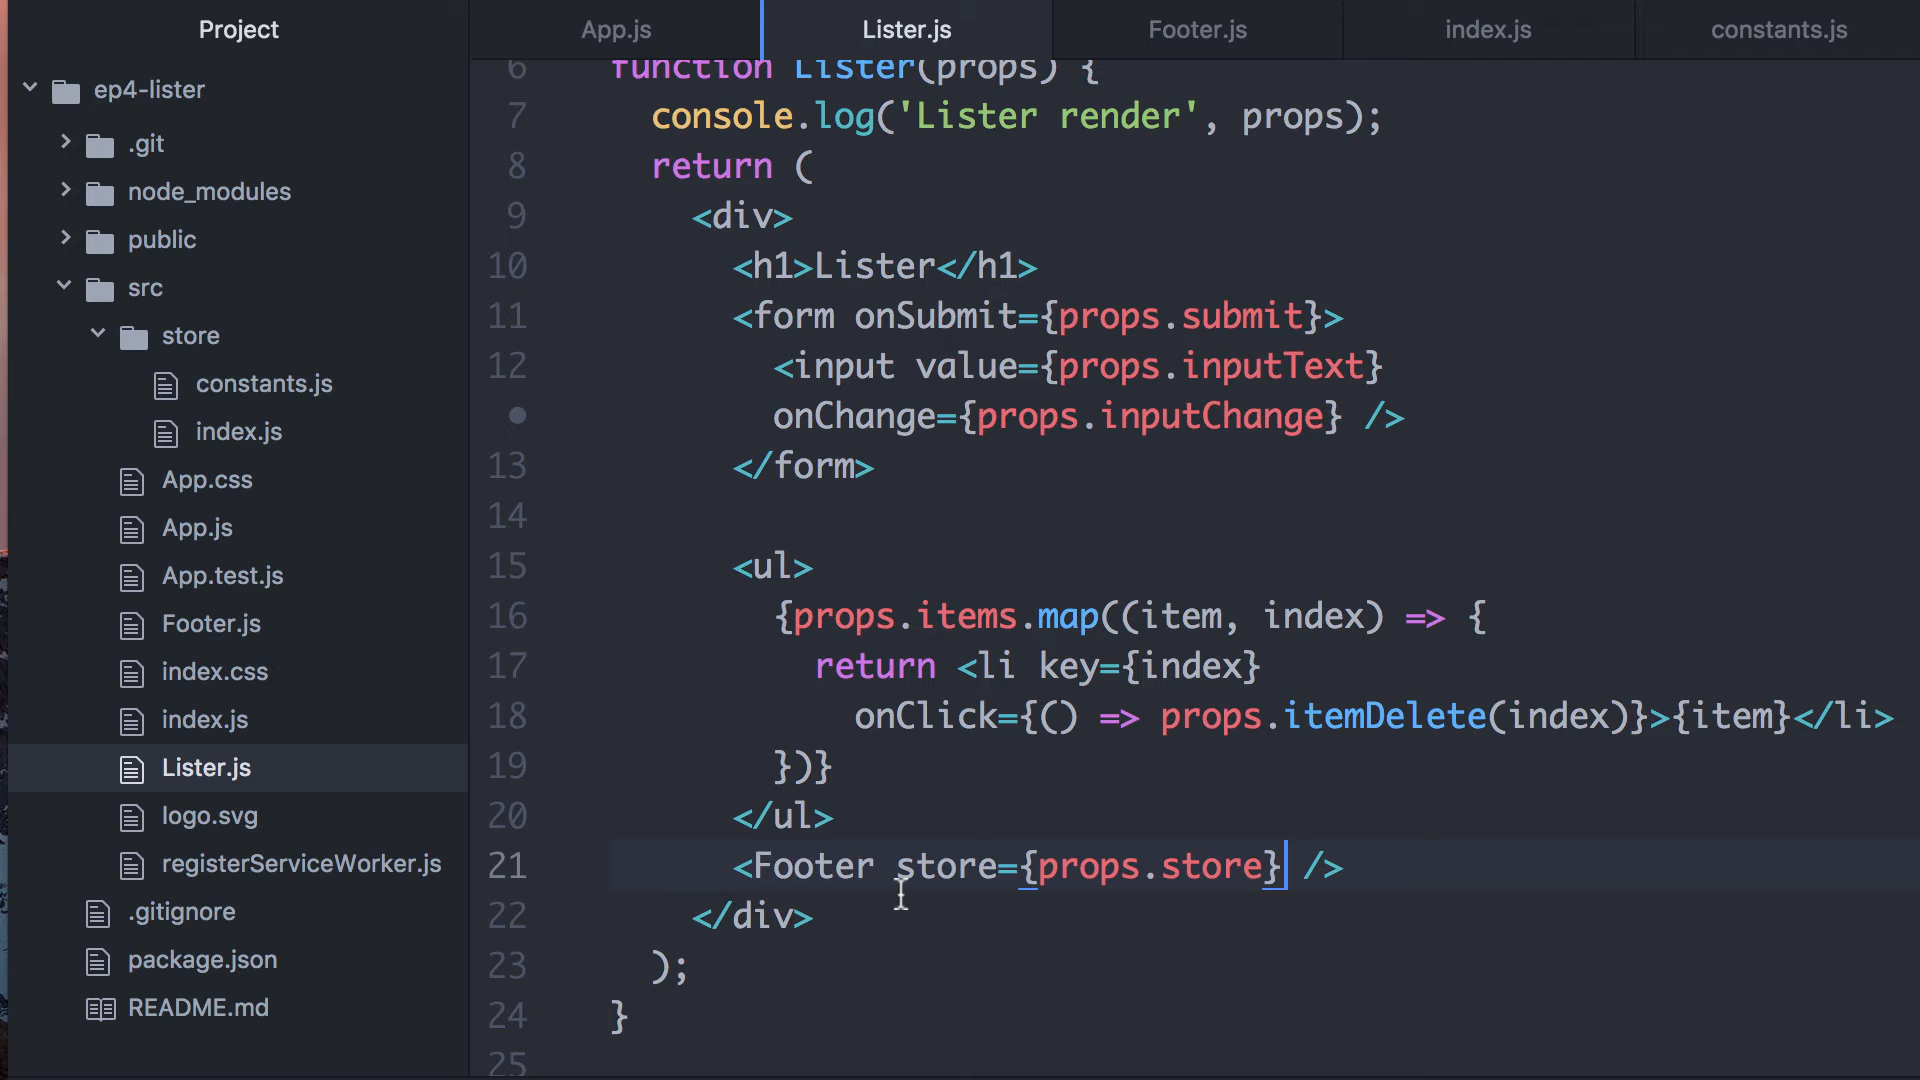 Project
ep4-lister
.git
node_modules
public
src
store
constants.js
index.js
App.css
App.js
App.test.js
Footer.js
index.css
index.js
Lister.js
logo.svg
registerServiceWorker.js
.gitignore
package.json
README.md
App.js
Lister.js
Footer.js
index.js
constants.js
6 function Lister(props) {
7 console.log('Lister render', props);
8 return (
9 <div>
10 <h1>Lister</h1>
11 <form onSubmit={props.submit}>
12 <input value={props.inputText}
• onChange={props.inputChange} />
13 </form>
14
15 <ul>
16 {props.items.map((item, index) => {
17 return <li key={index}
18 onClick={() => props.itemDelete(index)}>{item}</li>
19 })}
20 </ul>
21 <Footer store={props.store} />
22 </div>
23 );
24 }
25